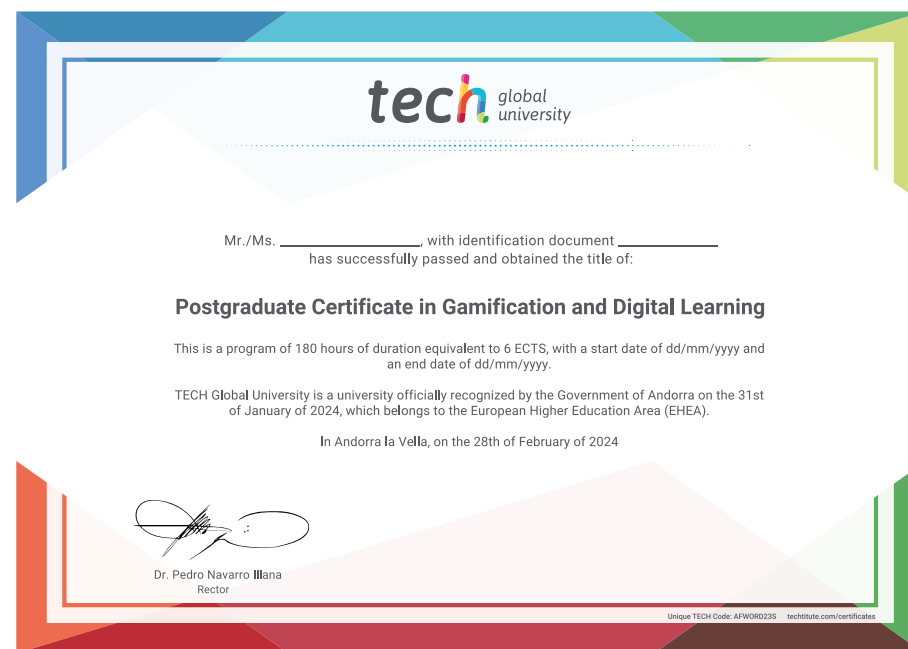 tech global university
Mr./Ms. ____________________, with identification document ______________
has successfully passed and obtained the title of:
Postgraduate Certificate in Gamification and Digital Learning
This is a program of 180 hours of duration equivalent to 6 ECTS, with a start date of dd/mm/yyyy and
an end date of dd/mm/yyyy.
TECH Global University is a university officially recognized by the Government of Andorra on the 31st
of January of 2024, which belongs to the European Higher Education Area (EHEA).
In Andorra la Vella, on the 28th of February of 2024
Dr. Pedro Navarro Illana
Rector
Unique TECH Code: AFWORD23S techtitute.com/certificates